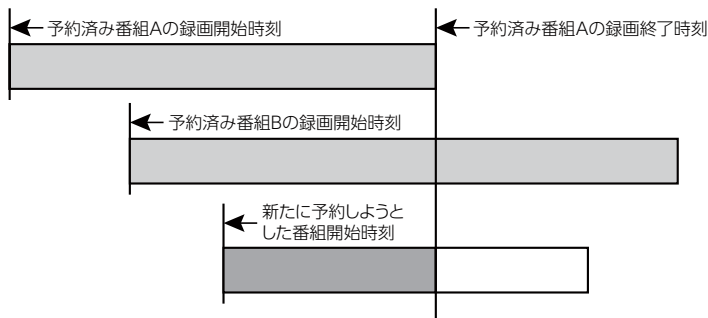 予約済み番組Aの録画開始時刻
予約済み番組Aの録画終了時刻
予約済み番組Bの録画開始時刻
新たに予約しようと
した番組開始時刻